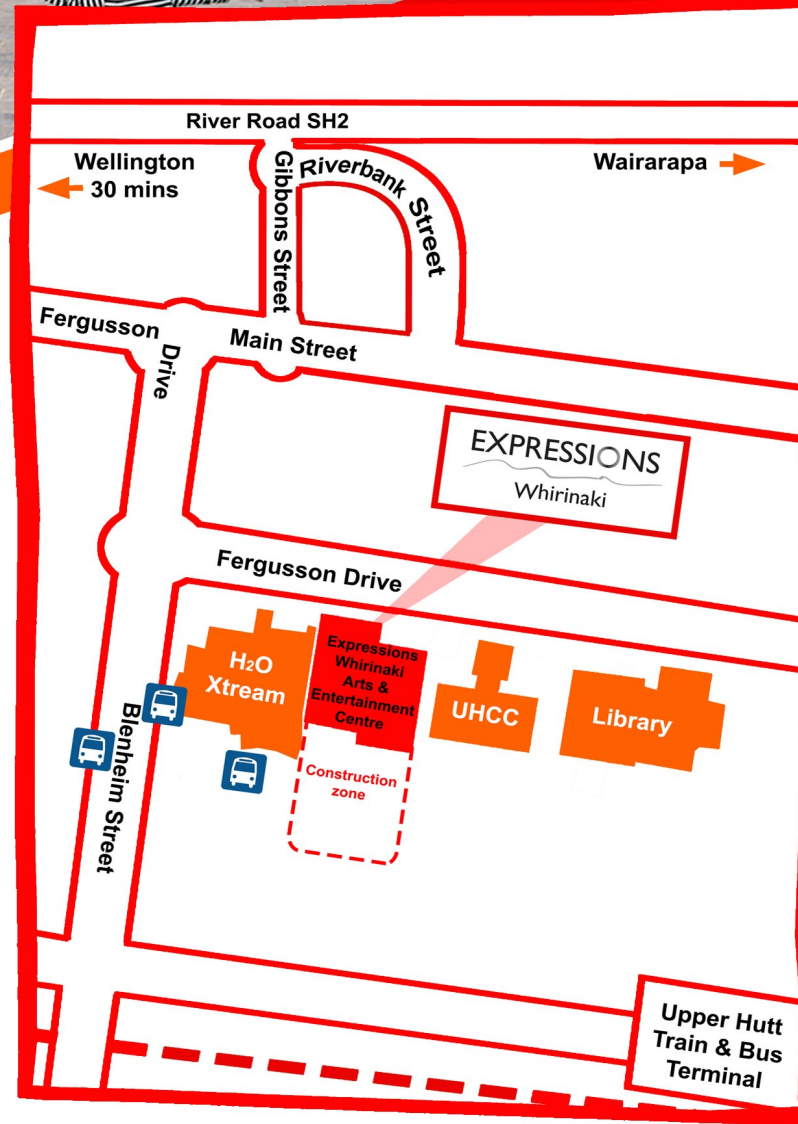 River Road SH2
Wellington
30 mins
Wairarapa
Gibbons Street
Riverbank Street
Fergusson Drive
Main Street
EXPRESSIONS
Whirinaki
Fergusson Drive
H₂O
Xtream
Expressions
Whirinaki
Arts &
Entertainment
Centre
UHCC
Library
Construction
zone
Blenheim Street
Upper Hutt
Train & Bus
Terminal